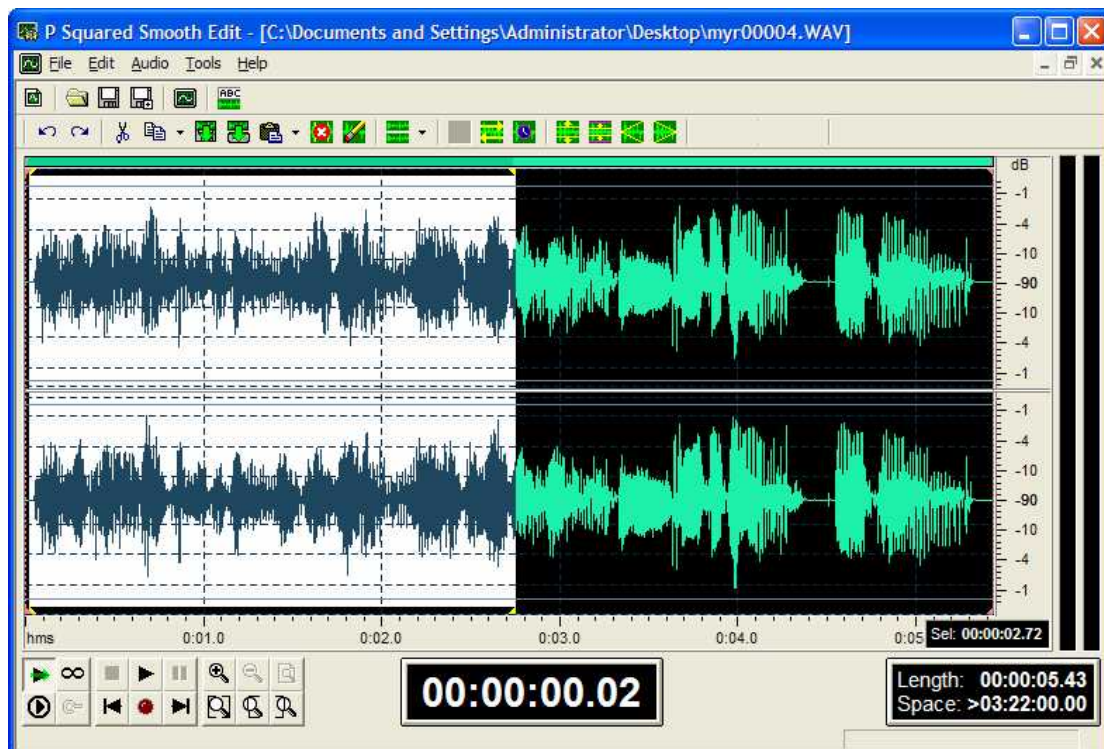 P Squared Smooth Edit - [C:\Documents and Settings\Administrator\Desktop\myr00004.WAV]
File Edit Audio Tools Help
ABC
dB
-1
-4
-10
-90
-10
-4
-1
-1
-4
-10
-90
-10
-4
-1
hms 0:01.0 0:02.0 0:03.0 0:04.0 0:05 Sel: 00:00:02.72
00:00:00.02
Length: 00:00:05.43
Space: >03:22:00.00